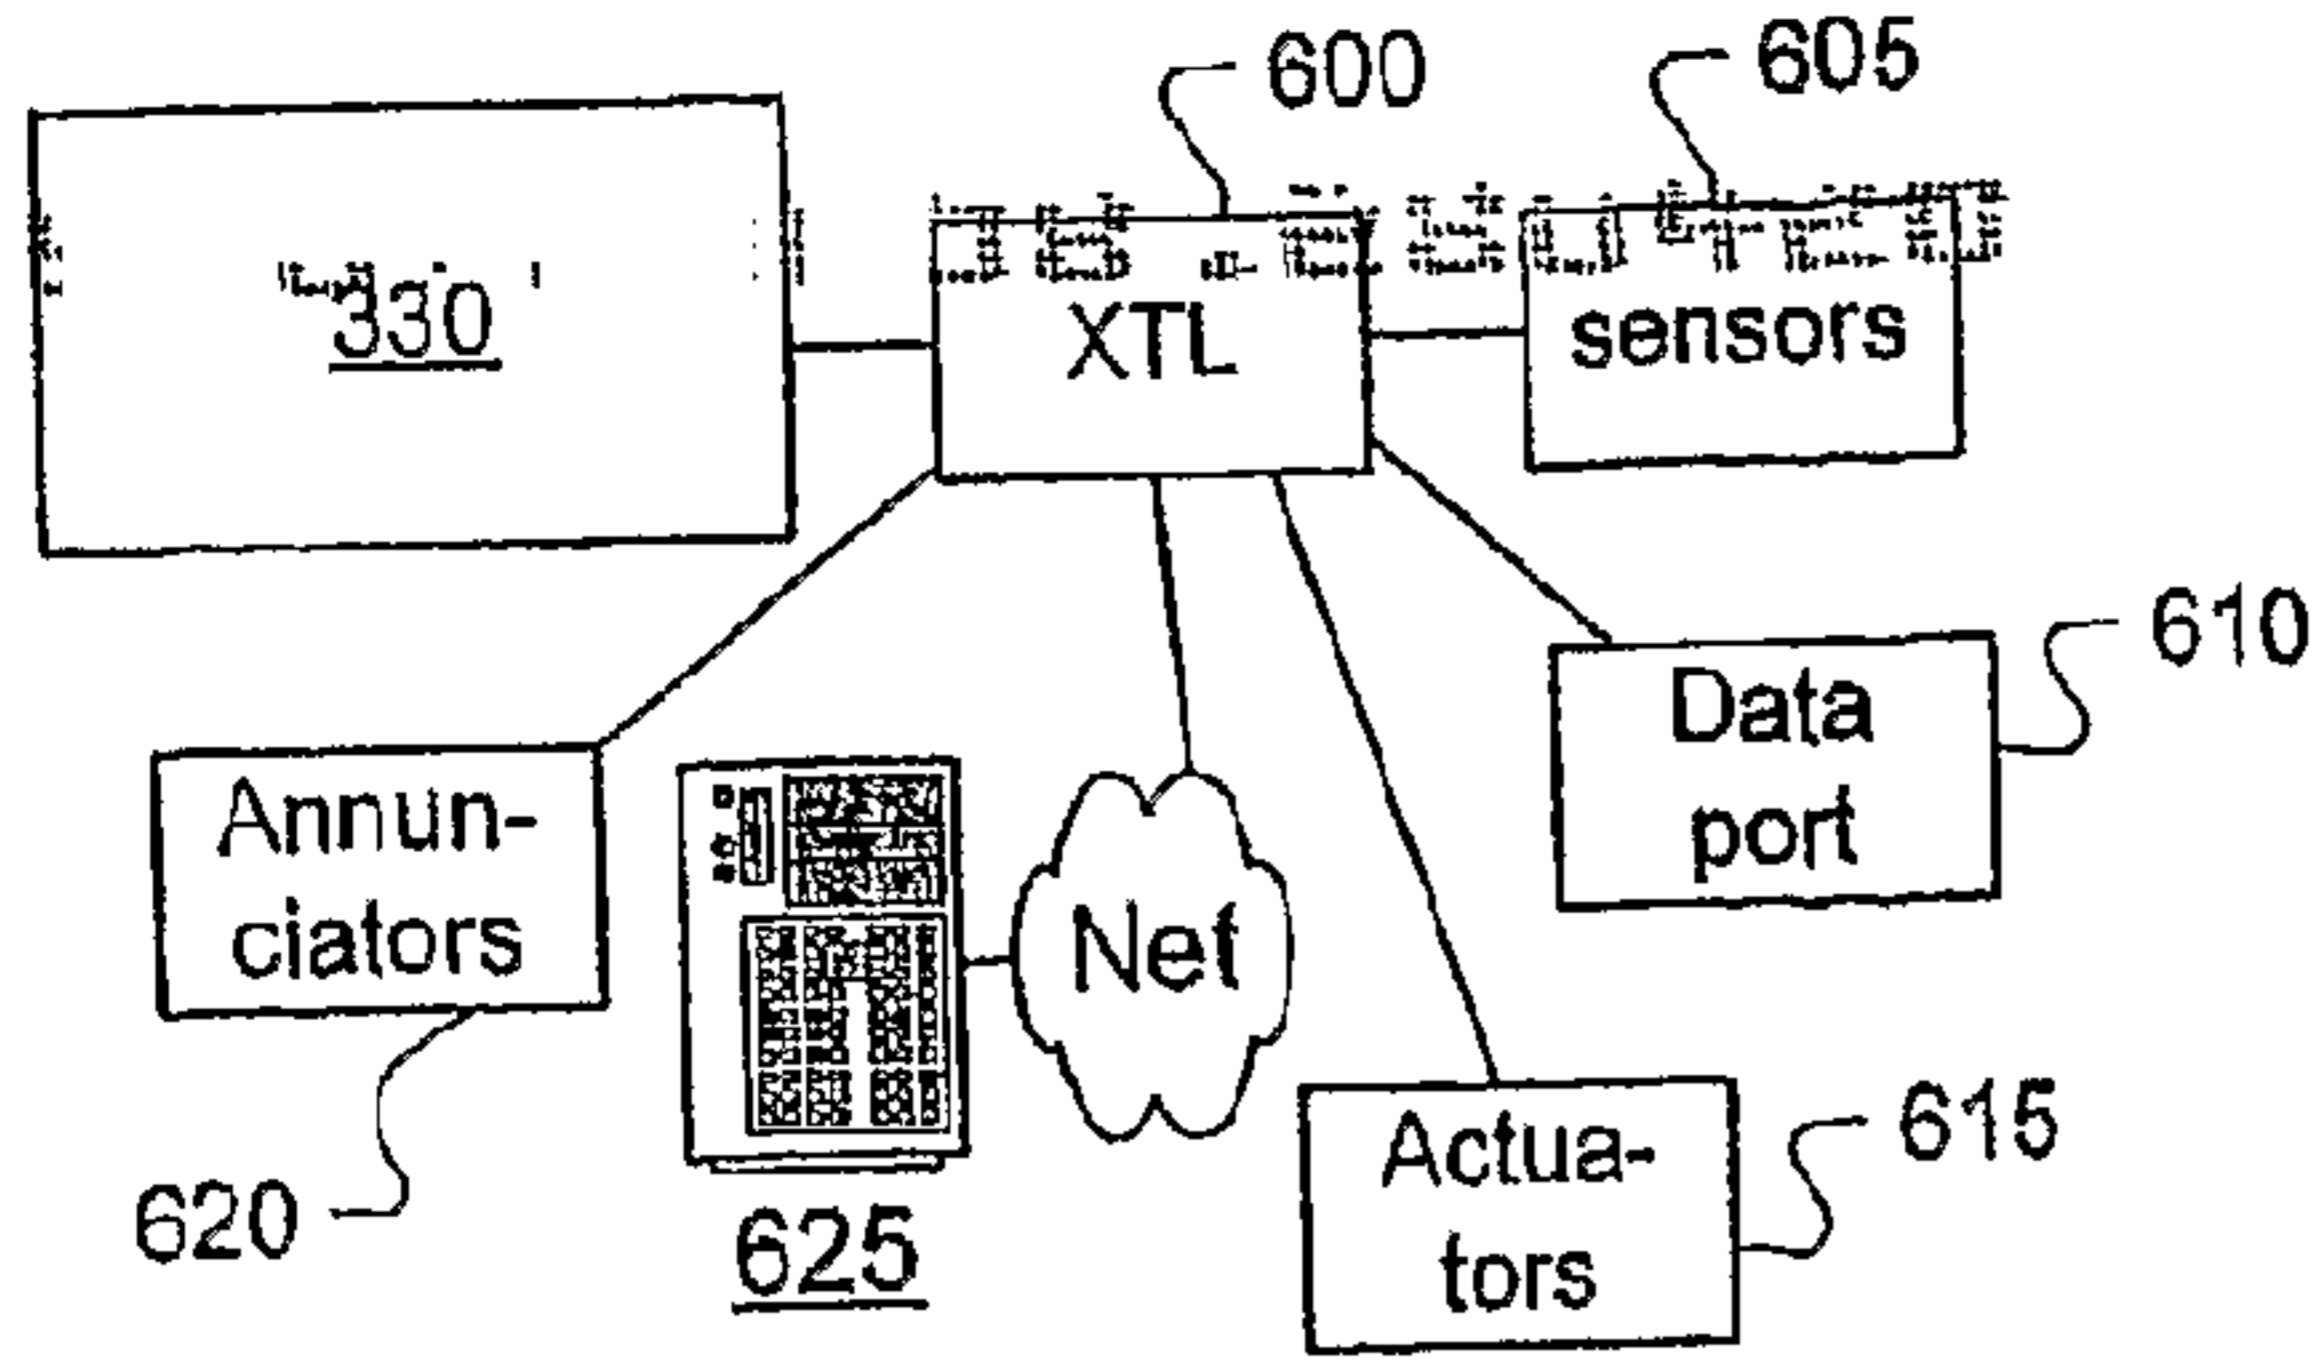 600
605
330
XTL
sensors
610
Data
port
Annun-
ciators
Net
620
625
615
Actua-
tors